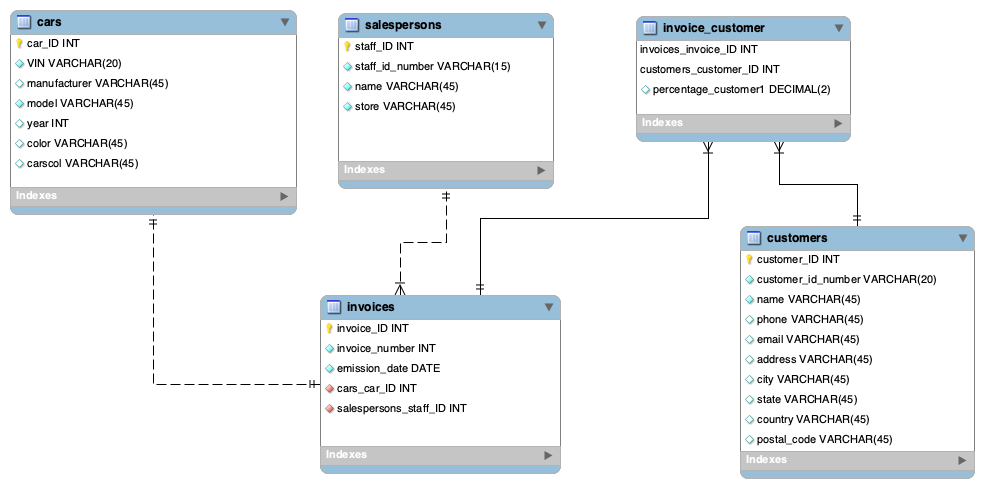 cars
car_ID INT
VIN VARCHAR(20)
manufacturer VARCHAR(45)
model VARCHAR(45)
year INT
color VARCHAR(45)
carscol VARCHAR(45)
Indexes
salespersons
staff_ID INT
staff_id_number VARCHAR(15)
name VARCHAR(45)
store VARCHAR(45)
Indexes
invoice_customer
invoices_invoice_ID INT
customers_customer_ID INT
percentage_customer1 DECIMAL(2)
Indexes
invoices
invoice_ID INT
invoice_number INT
emission_date DATE
cars_car_ID INT
salespersons_staff_ID INT
Indexes
customers
customer_ID INT
customer_id_number VARCHAR(20)
name VARCHAR(45)
phone VARCHAR(45)
email VARCHAR(45)
address VARCHAR(45)
city VARCHAR(45)
state VARCHAR(45)
country VARCHAR(45)
postal_code VARCHAR(45)
Indexes